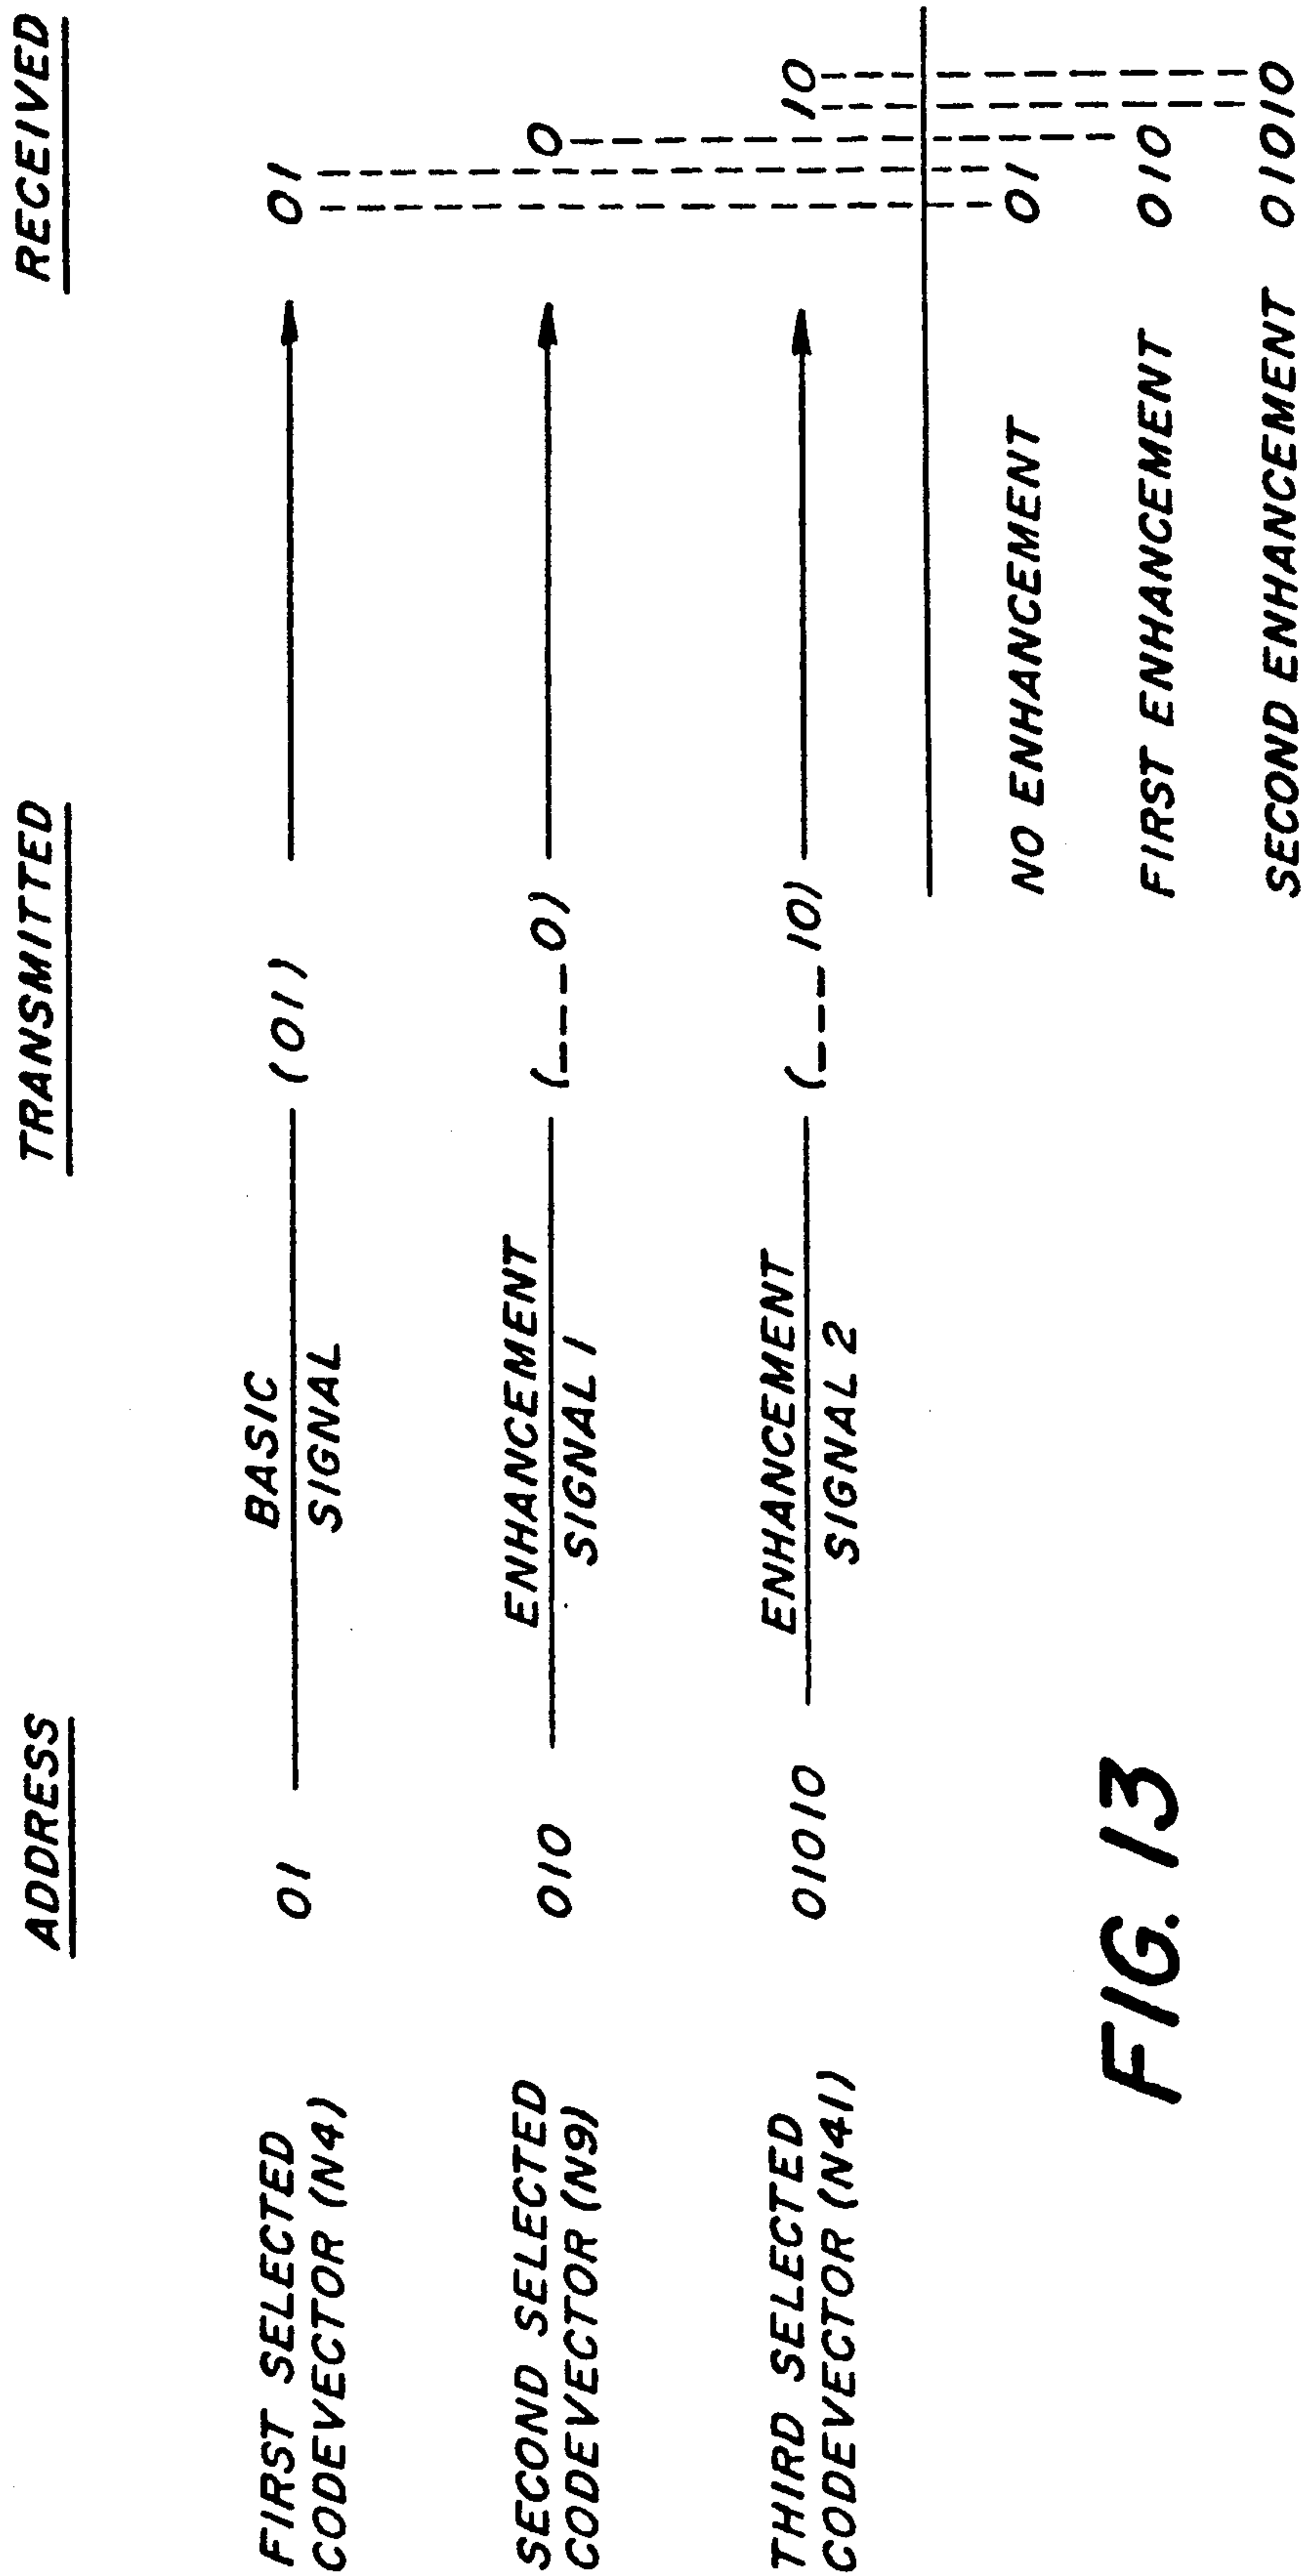 ADDRESS TRANSMITTED RECEIVED
FIRST SELECTED
CODEVECTOR (N4)
01
BASIC
SIGNAL
(01)
01
SECOND SELECTED
CODEVECTOR (N9)
010
ENHANCEMENT
SIGNAL 1
(_ _ _ 0)
0
THIRD SELECTED
CODEVECTOR (N41)
01010
ENHANCEMENT
SIGNAL 2
(_ _ _ 10)
10
NO ENHANCEMENT 01
FIRST ENHANCEMENT 010
SECOND ENHANCEMENT 01010
FIG. 13